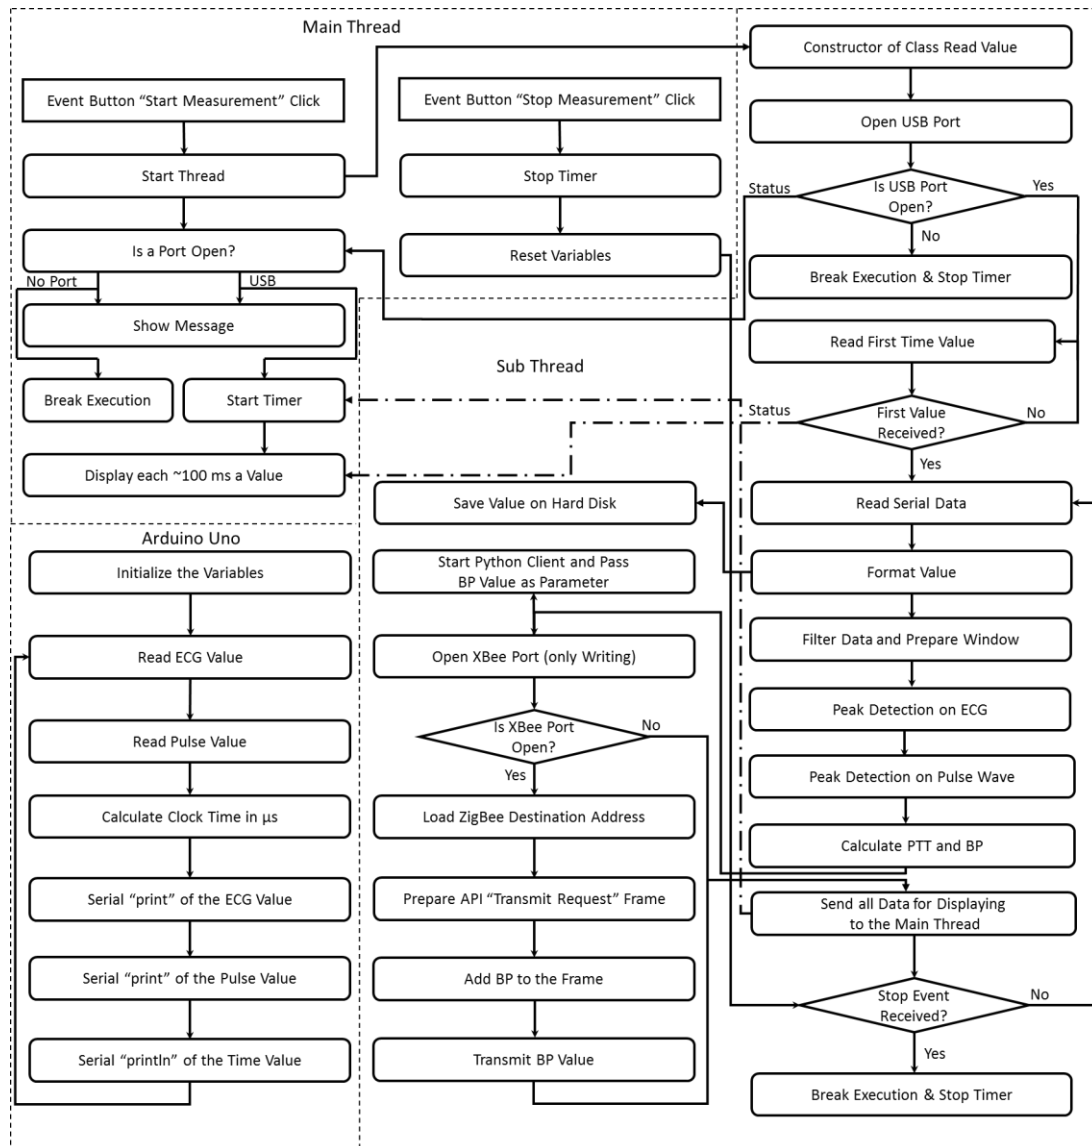 Main Thread
Event Button “Start Measurement” Click
Start Thread
Is a Port Open?
No Port
USB
Show Message
Break Execution
Start Timer
Display each ~100 ms a Value
Event Button “Stop Measurement” Click
Stop Timer
Reset Variables
Sub Thread
Constructor of Class Read Value
Open USB Port
Status
Is USB Port
Open?
Yes
No
Break Execution & Stop Timer
Read First Time Value
Status
First Value
Received?
No
Yes
Read Serial Data
Format Value
Filter Data and Prepare Window
Peak Detection on ECG
Peak Detection on Pulse Wave
Calculate PTT and BP
Send all Data for Displaying
to the Main Thread
Stop Event
Received?
No
Yes
Break Execution & Stop Timer
Save Value on Hard Disk
Start Python Client and Pass
BP Value as Parameter
Open XBee Port (only Writing)
Is XBee Port
Open?
No
Yes
Load ZigBee Destination Address
Prepare API “Transmit Request” Frame
Add BP to the Frame
Transmit BP Value
Arduino Uno
Initialize the Variables
Read ECG Value
Read Pulse Value
Calculate Clock Time in µs
Serial “print” of the ECG Value
Serial “print” of the Pulse Value
Serial “println” of the Time Value